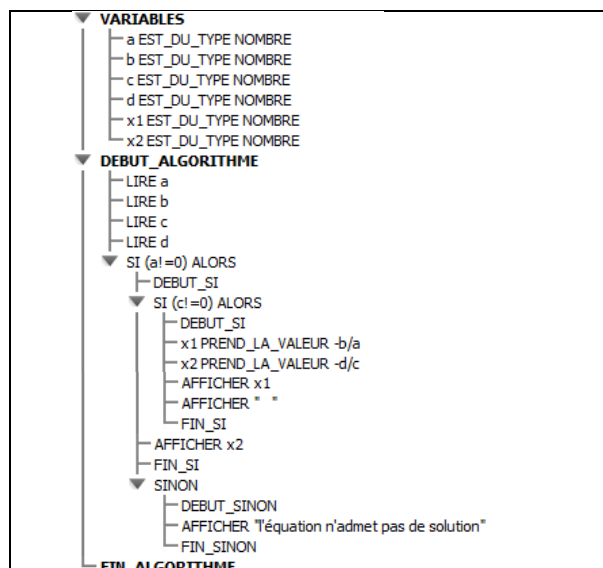 VARIABLES
a EST_DU_TYPE NOMBRE
b EST_DU_TYPE NOMBRE
c EST_DU_TYPE NOMBRE
d EST_DU_TYPE NOMBRE
x1 EST_DU_TYPE NOMBRE
x2 EST_DU_TYPE NOMBRE
DEBUT_ALGORITHME
LIRE a
LIRE b
LIRE c
LIRE d
SI (a!=0) ALORS
DEBUT_SI
SI (c!=0) ALORS
DEBUT_SI
x1 PREND_LA_VALEUR -b/a
x2 PREND_LA_VALEUR -d/c
AFFICHER x1
AFFICHER "  "
FIN_SI
AFFICHER x2
FIN_SI
SINON
DEBUT_SINON
AFFICHER "l'équation n'admet pas de solution"
FIN_SINON
FIN_ALGORITHME